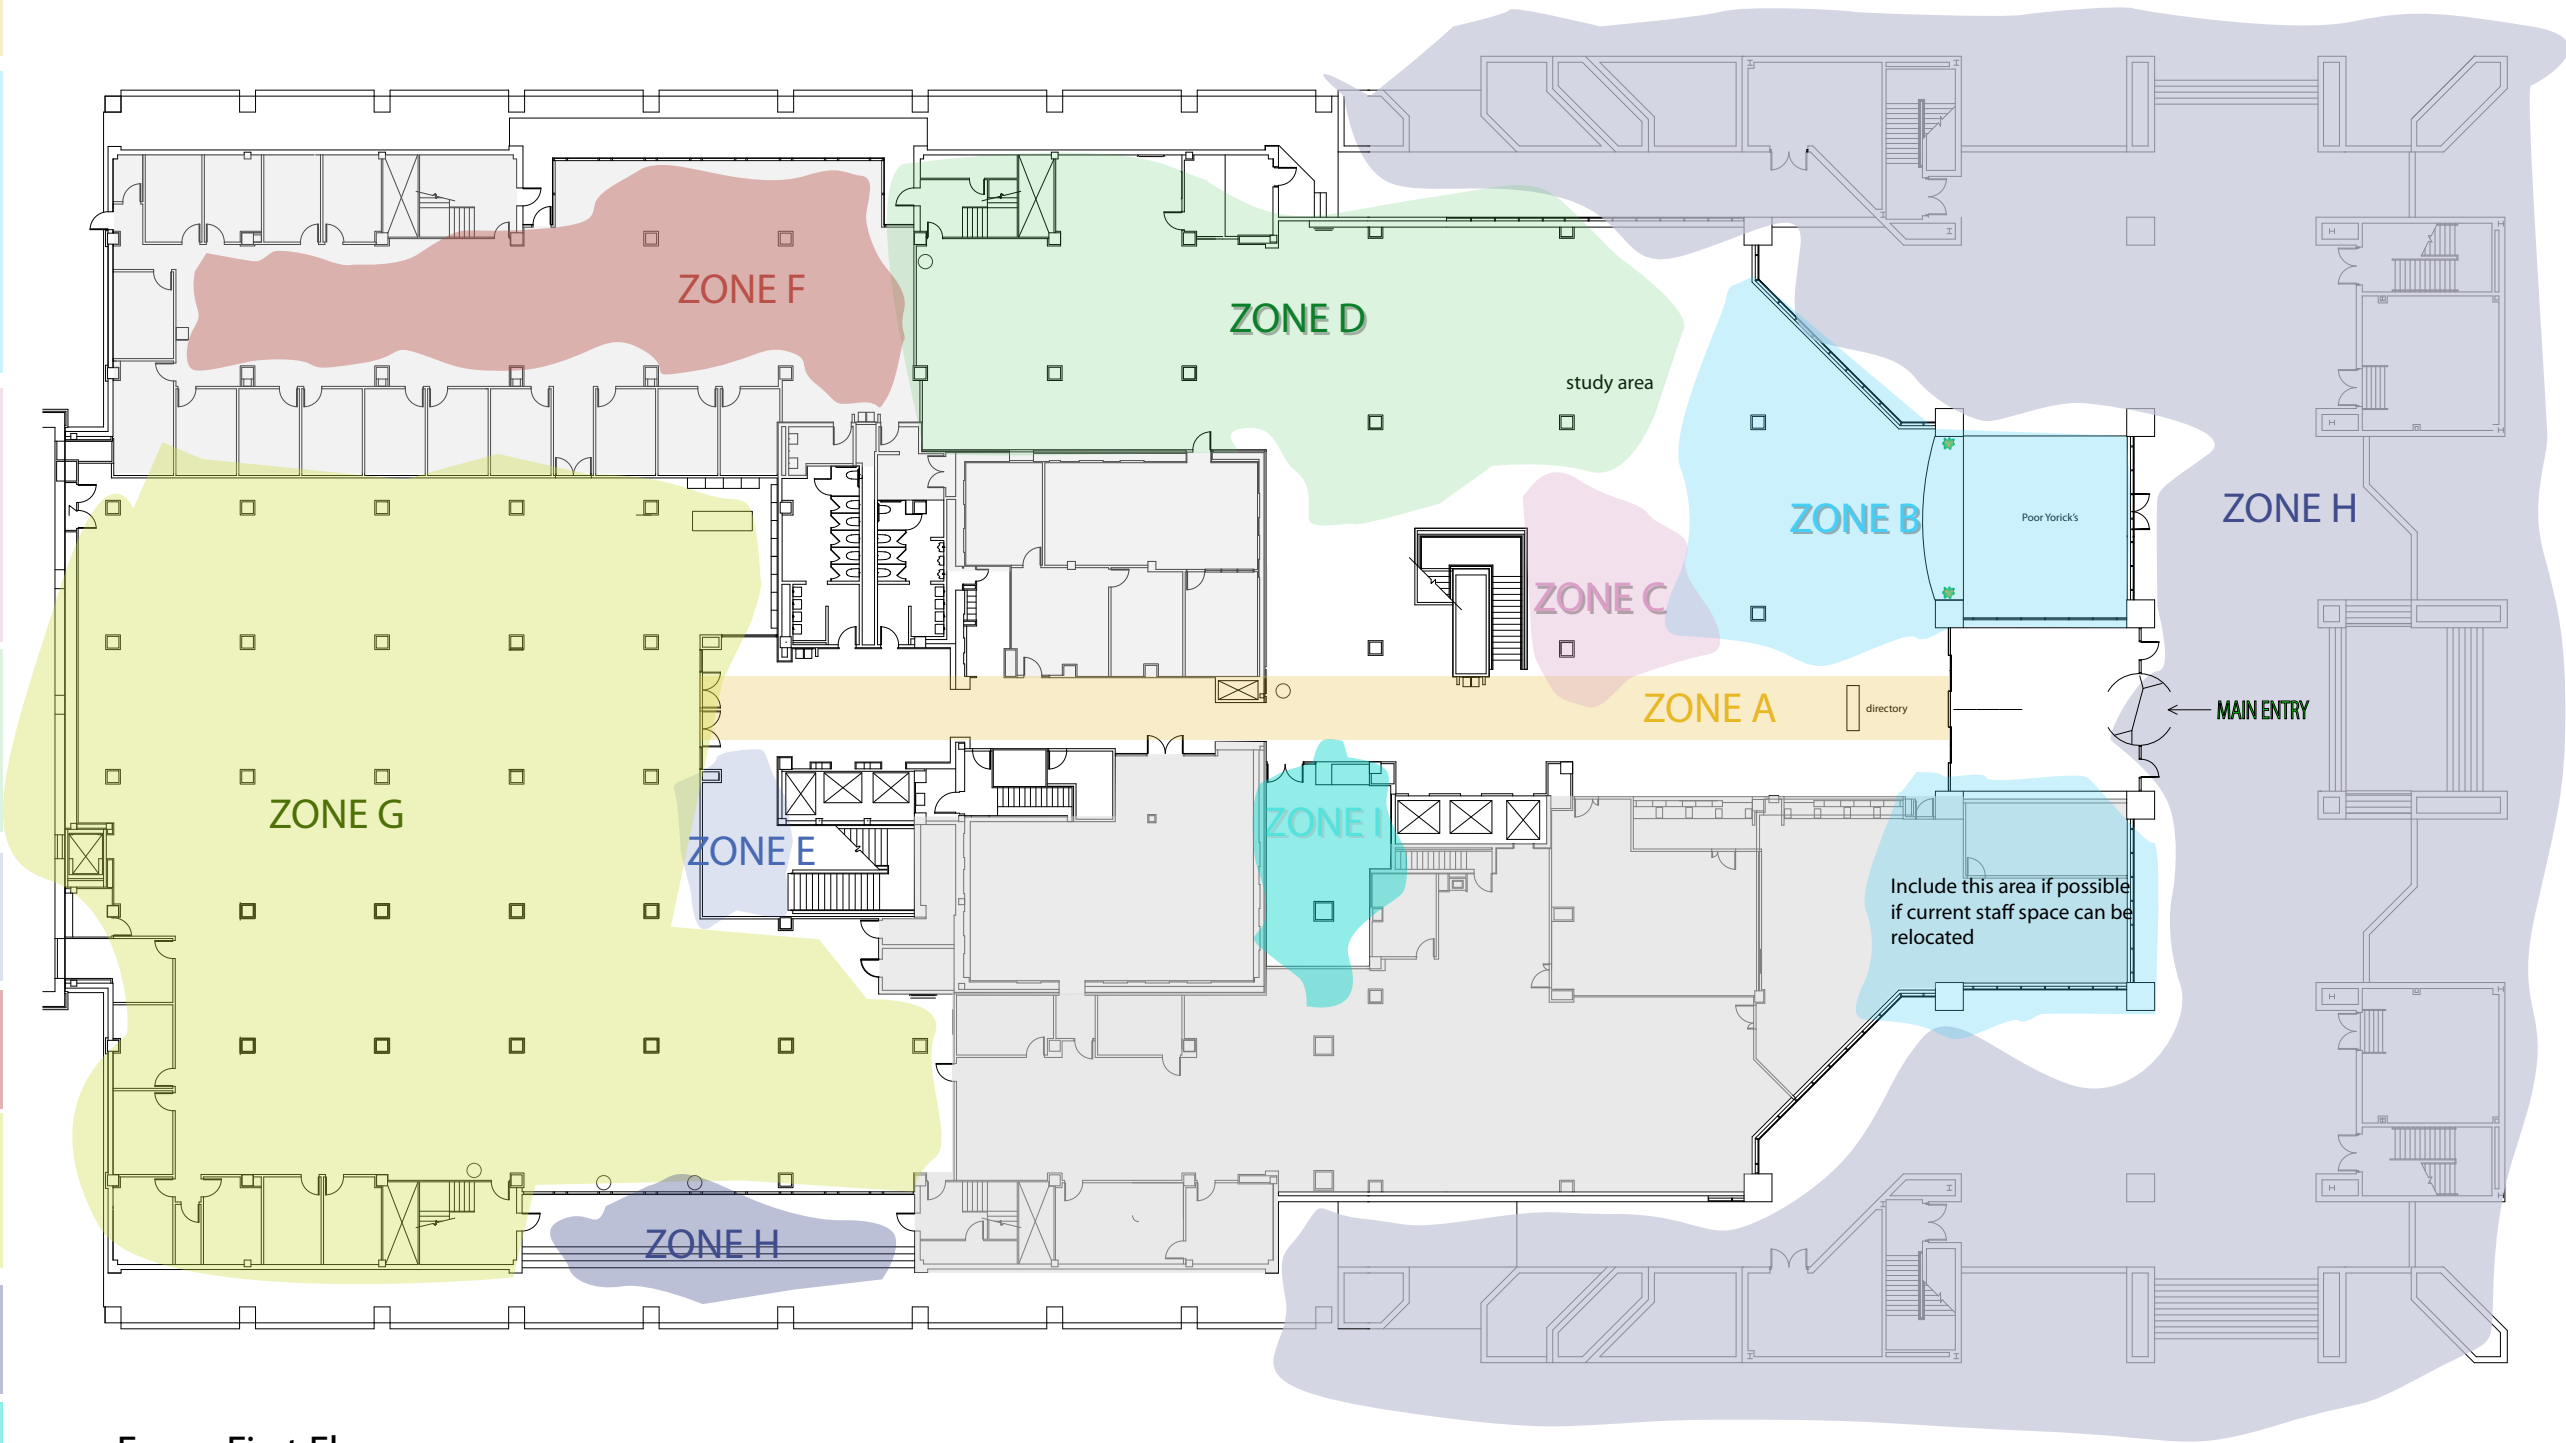 ZONE F
ZONE D
study area
ZONE B
Poor Yorick's
ZONE H
ZONE C
ZONE A
directory
MAIN ENTRY
ZONE G
ZONE E
ZONE I
Include this area if possible
if current staff space can be
relocated
ZONE H